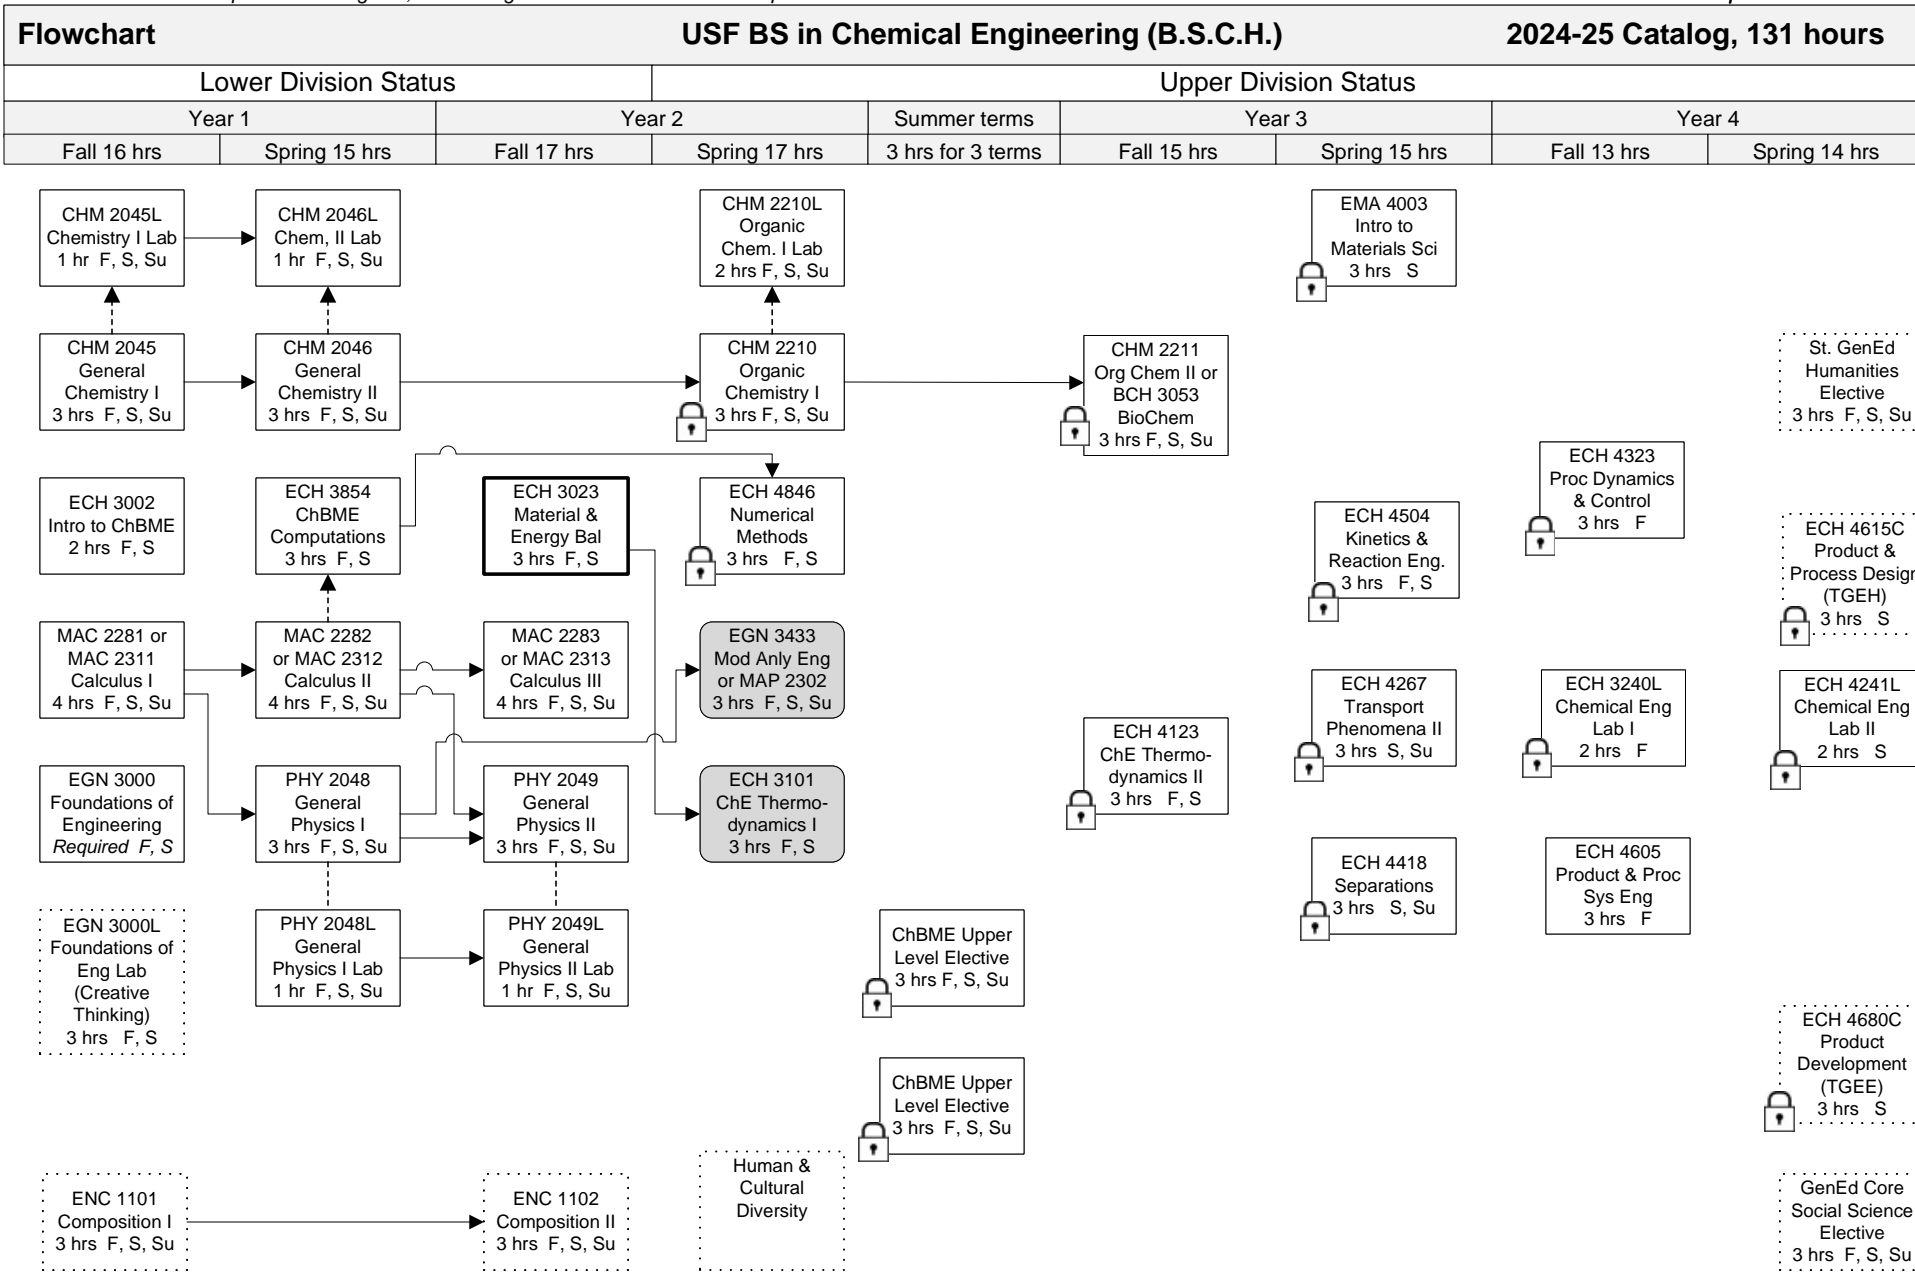 Flowchart
USF BS in Chemical Engineering (B.S.C.H.)
2024-25 Catalog, 131 hours
Lower Division Status
Upper Division Status
Year 1
Year 2
Summer terms
Year 3
Year 4
Fall 16 hrs
Spring 15 hrs
Fall 17 hrs
Spring 17 hrs
3 hrs for 3 terms
Fall 15 hrs
Spring 15 hrs
Fall 13 hrs
Spring 14 hrs
CHM 2045L
Chemistry I Lab
1 hr F, S, Su
CHM 2046L
Chem, II Lab
1 hr F, S, Su
CHM 2210L
Organic
Chem. I Lab
2 hrs F, S, Su
EMA 4003
Intro to
Materials Sci
3 hrs S
CHM 2045
General
Chemistry I
3 hrs F, S, Su
CHM 2046
General
Chemistry II
3 hrs F, S, Su
CHM 2210
Organic
Chemistry I
3 hrs F, S, Su
CHM 2211
Org Chem II or
BCH 3053
BioChem
3 hrs F, S, Su
St. GenEd
Humanities
Elective
3 hrs F, S, Su
ECH 3002
Intro to ChBME
2 hrs F, S
ECH 3854
ChBME
Computations
3 hrs F, S
ECH 3023
Material &
Energy Bal
3 hrs F, S
ECH 4846
Numerical
Methods
3 hrs F, S
ECH 4504
Kinetics &
Reaction Eng.
3 hrs F, S
ECH 4323
Proc Dynamics
& Control
3 hrs F
ECH 4615C
Product &
Process Design
(TGEH)
3 hrs S
MAC 2281 or
MAC 2311
Calculus I
4 hrs F, S, Su
MAC 2282
or MAC 2312
Calculus II
4 hrs F, S, Su
MAC 2283
or MAC 2313
Calculus III
4 hrs F, S, Su
EGN 3433
Mod Anly Eng
or MAP 2302
3 hrs F, S, Su
ECH 4123
ChE Thermo-
dynamics II
3 hrs F, S
ECH 4267
Transport
Phenomena II
3 hrs S, Su
ECH 3240L
Chemical Eng
Lab I
2 hrs F
ECH 4241L
Chemical Eng
Lab II
2 hrs S
EGN 3000
Foundations of
Engineering
Required F, S
PHY 2048
General
Physics I
3 hrs F, S, Su
PHY 2049
General
Physics II
3 hrs F, S, Su
ECH 3101
ChE Thermo-
dynamics I
3 hrs F, S
ECH 4418
Separations
3 hrs S, Su
ECH 4605
Product & Proc
Sys Eng
3 hrs F
EGN 3000L
Foundations of
Eng Lab
(Creative
Thinking)
3 hrs F, S
PHY 2048L
General
Physics I Lab
1 hr F, S, Su
PHY 2049L
General
Physics II Lab
1 hr F, S, Su
ChBME Upper
Level Elective
3 hrs F, S, Su
ECH 4680C
Product
Development
(TGEE)
3 hrs S
ChBME Upper
Level Elective
3 hrs F, S, Su
ENC 1101
Composition I
3 hrs F, S, Su
ENC 1102
Composition II
3 hrs F, S, Su
Human &
Cultural
Diversity
GenEd Core
Social Science
Elective
3 hrs F, S, Su